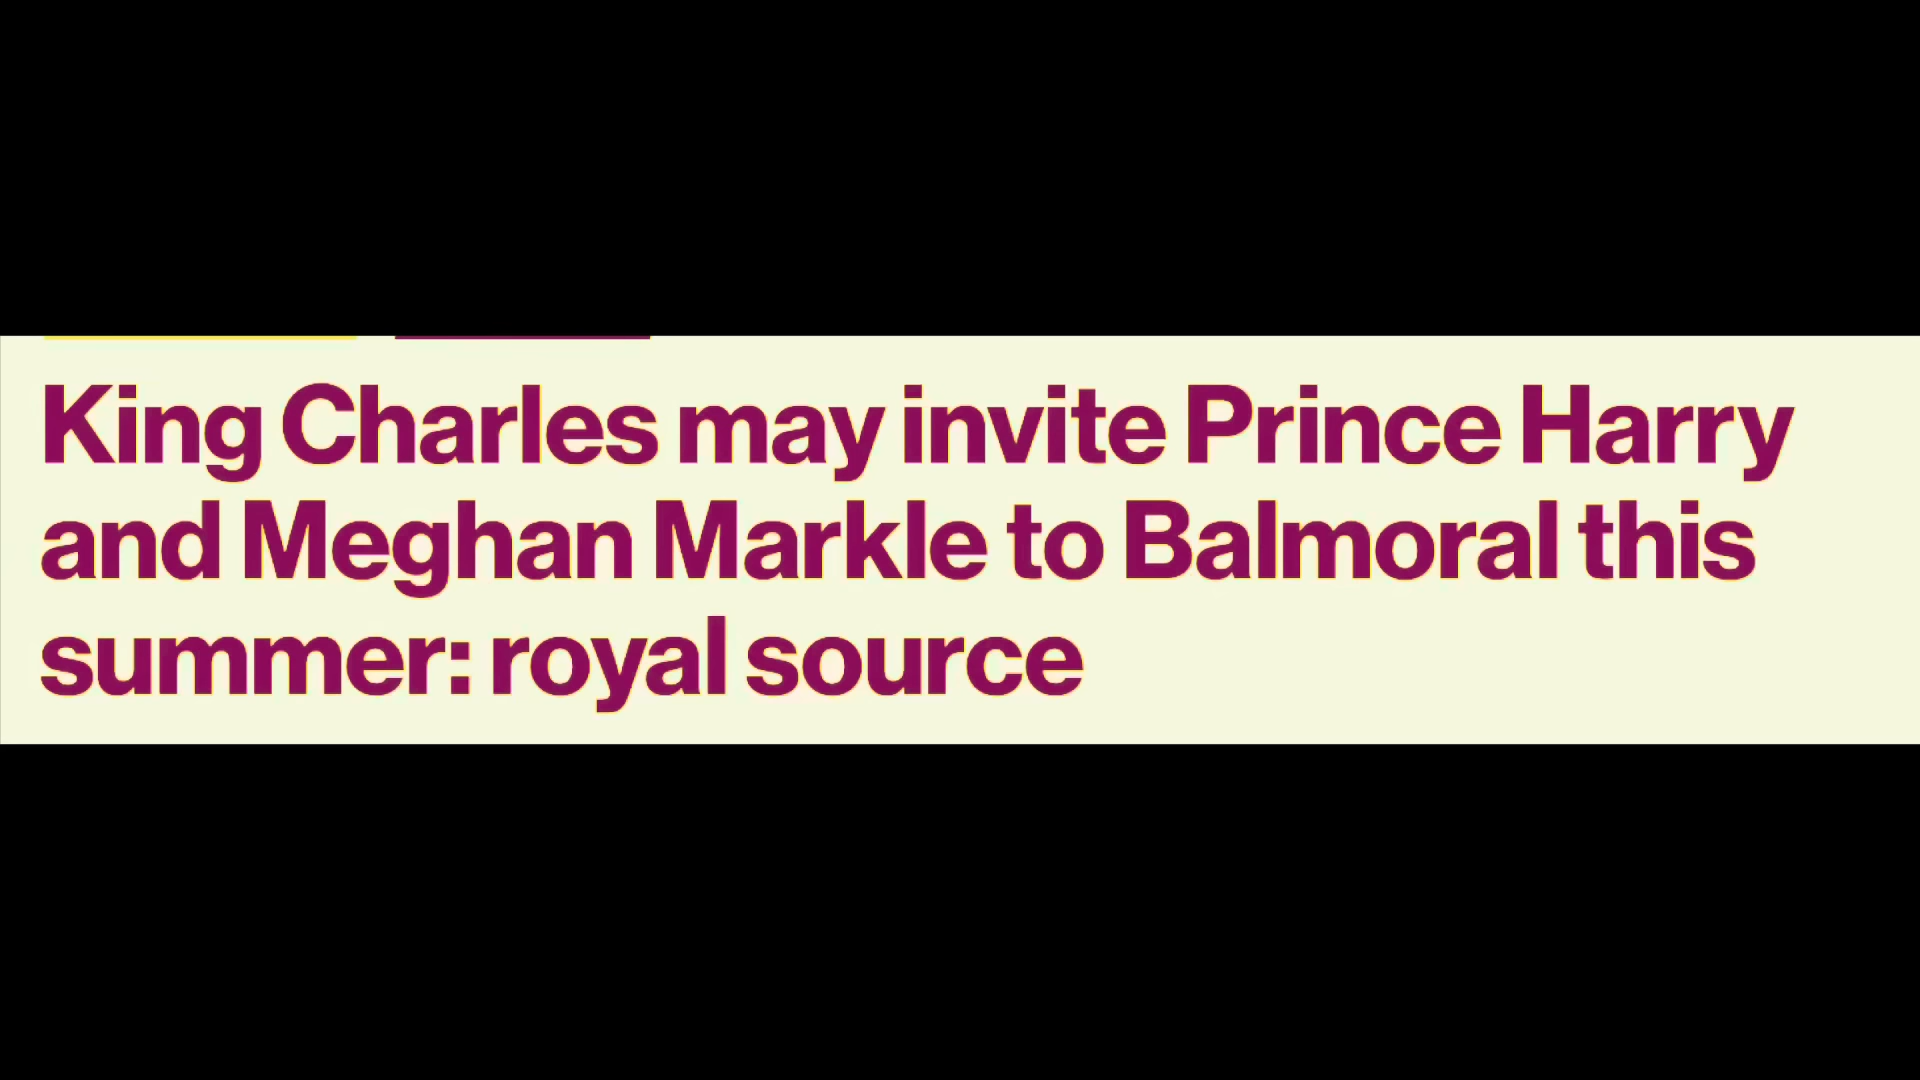 King Charles may invite Prince Harry
and Meghan Markle to Balmoral this
summer: royal source